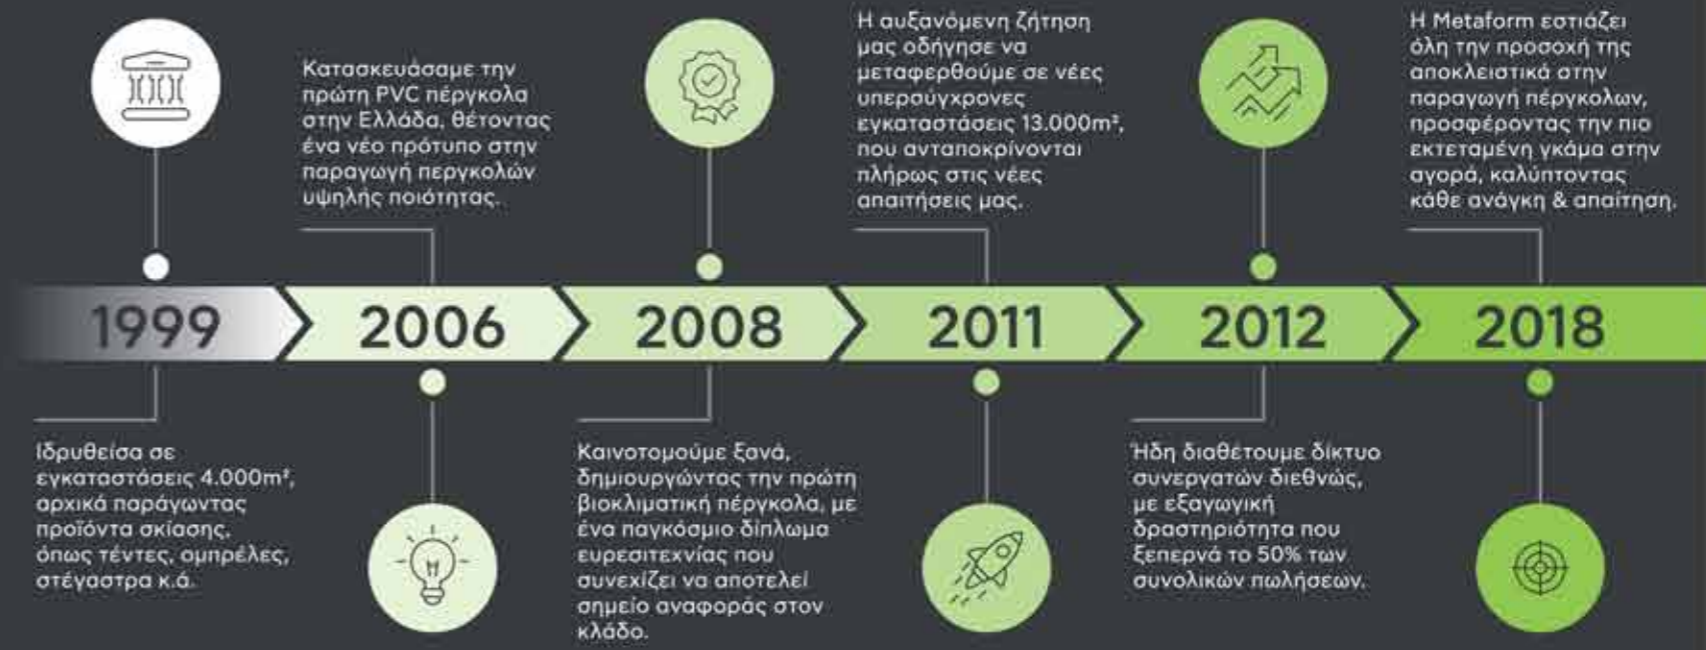 1999
Ιδρυθείσα σε
εγκαταστάσεις 4.000m²,
αρχικά παράγωντας
προϊόντα σκίασης,
όπως τέντες, ομπρέλες,
στέγαστρα κ.ά.
Κατασκευάσαμε την
πρώτη PVC πέργκολα
στην Ελλάδα, θέτοντας
ένα νέο πρότυπο στην
παραγωγή περγκολών
υψηλής ποιότητας.
2006
2008
Καινοτομούμε ξανά,
δημιουργώντας την πρώτη
βιοκλιματική πέργκολα, με
ένα παγκόσμιο δίπλωμα
ευρεσιτεχνίας που
συνεχίζει να αποτελεί
σημείο αναφοράς στον
κλάδο.
Η αυξανόμενη ζήτηση
μας οδήγησε να
μεταφερθούμε σε νέες
υπερσύγχρονες
εγκαταστάσεις 13.000m²,
που ανταποκρίνονται
πλήρως στις νέες
απαιτήσεις μας.
2011
2012
Ήδη διαθέτουμε δίκτυο
συνεργατών διεθνώς,
με εξαγωγική
δραστηριότητα που
ξεπερνά το 50% των
συνολικών πωλήσεων.
Η Metaform εστιάζει
όλη την προσοχή της
αποκλειστικά στην
παραγωγή πέργκολων,
προσφέροντας την πιο
εκτεταμένη γκάμα στην
αγορά, καλύπτοντας
κάθε ανάγκη & απαίτηση.
2018